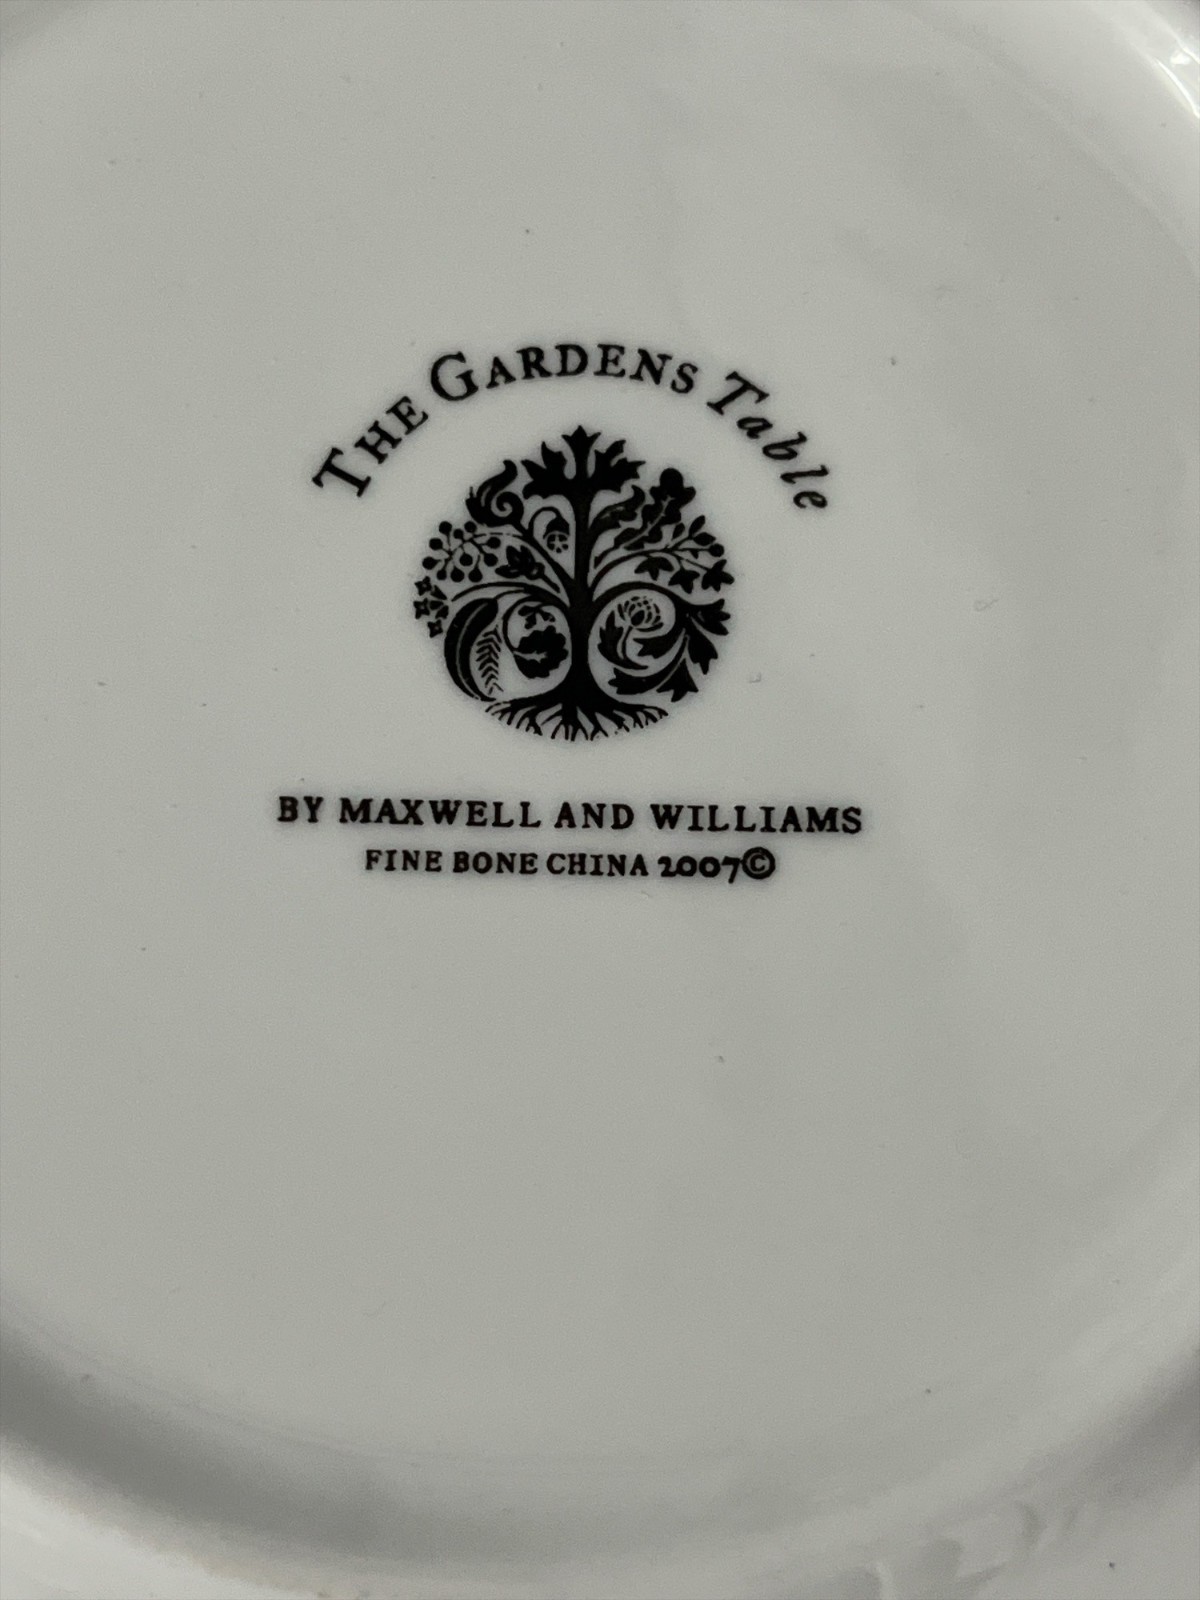 THE GARDENS Table
BY MAXWELL AND WILLIAMS
FINE BONE CHINA 2007©